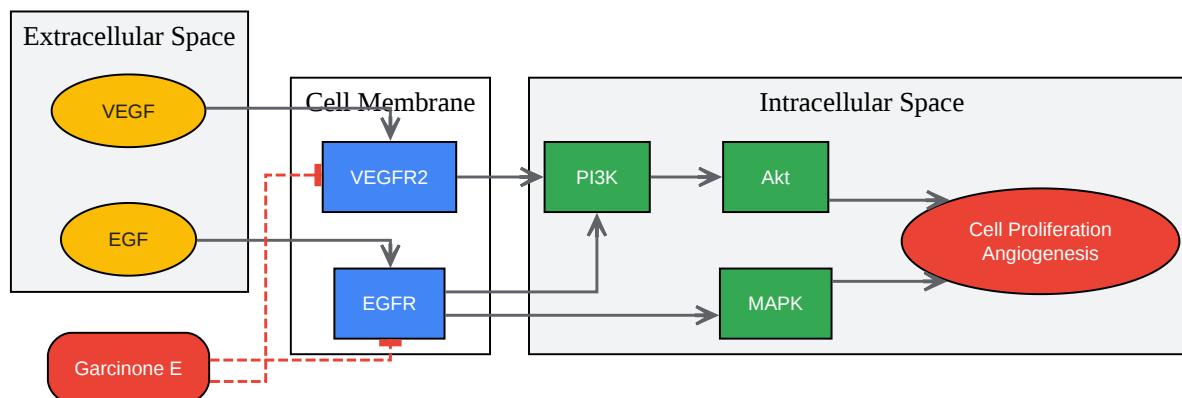 Extracellular Space
Cell Membrane
Intracellular Space
VEGF
VEGFR2
PI3K
Akt
EGF
Cell Proliferation
Angiogenesis
EGFR
MAPK
Garcinone E